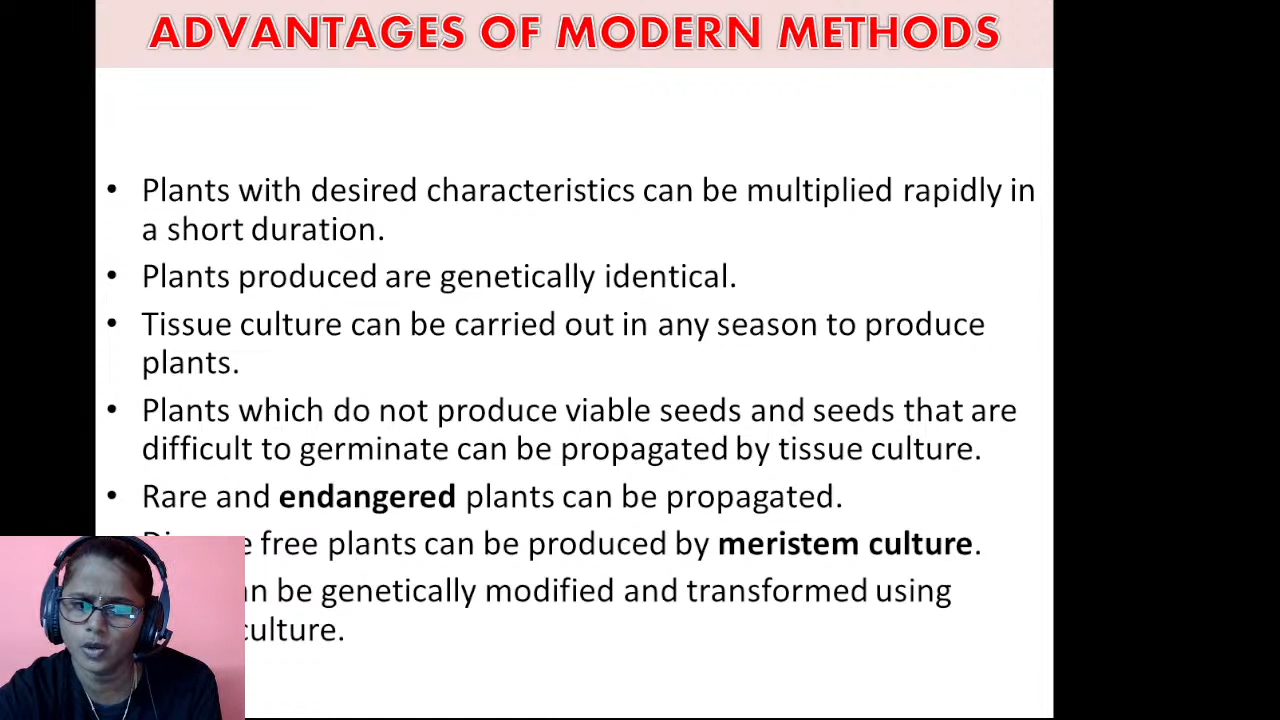 ADVANTAGES OF MODERN METHODS
• Plants with desired characteristics can be multiplied rapidly in
a short duration.
• Plants produced are genetically identical.
• Tissue culture can be carried out in any season to produce
plants.
• Plants which do not produce viable seeds and seeds that are
difficult to germinate can be propagated by tissue culture.
• Rare and endangered plants can be propagated.
free plants can be produced by meristem culture.
be genetically modified and transformed using
culture.